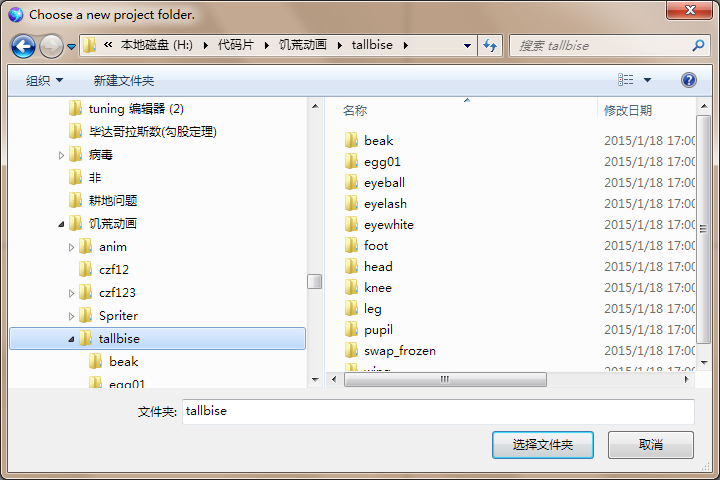 Choose a new project folder.
« 本地磁盘 (H:) 代码片 饥荒动画 tallbise
搜索 tallbise
组织 新建文件夹
tuning 编辑器 (2)
毕达哥拉斯数(勾股定理)
病毒
非
耕地问题
饥荒动画
anim
czf12
czf123
Spriter
tallbise
beak
egg01
名称 修改日期
beak 2015/1/18 17:00
egg01 2015/1/18 17:00
eyeball 2015/1/18 17:00
eyelash 2015/1/18 17:00
eyewhite 2015/1/18 17:00
foot 2015/1/18 17:00
head 2015/1/18 17:00
knee 2015/1/18 17:00
leg 2015/1/18 17:00
pupil 2015/1/18 17:00
swap_frozen 2015/1/18 17:00
文件夹: tallbise
选择文件夹 取消